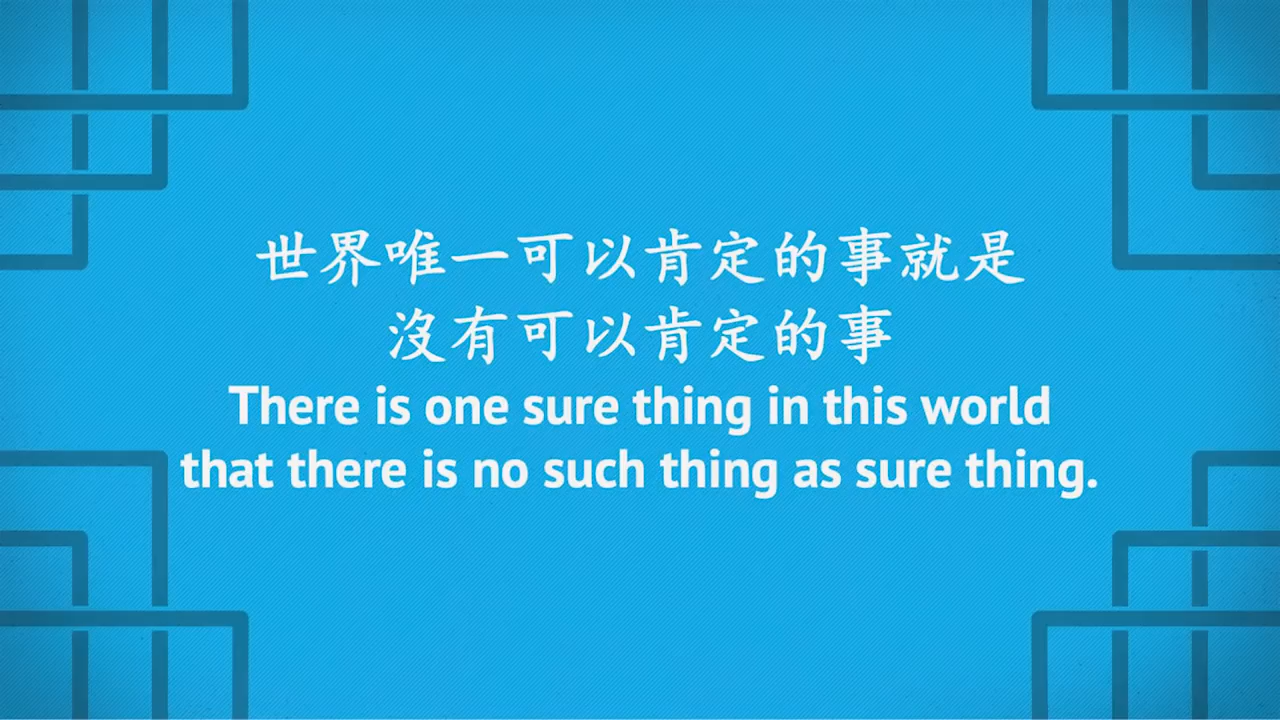 世界唯一可以肯定的事就是
沒有可以肯定的事
There is one sure thing in this world
that there is no such thing as sure thing.